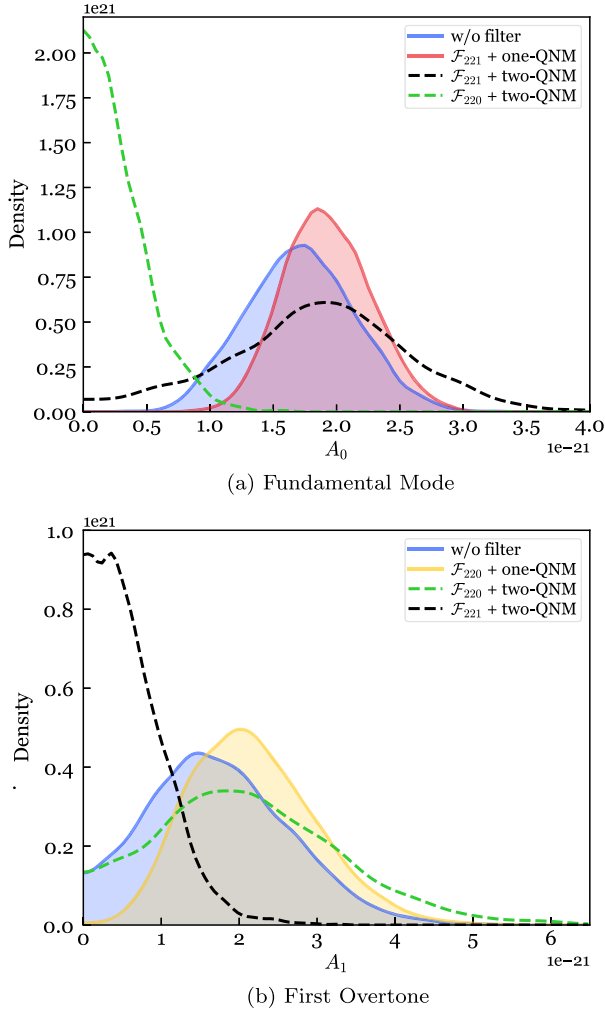 1e21
w/o filter
ℱ₂₂₁ + one-QNM
ℱ₂₂₁ + two-QNM
ℱ₂₂₀ + two-QNM
2.00
1.75
1.50
1.25
1.00
0.75
0.50
0.25
0.00
Density
0.0 0.5 1.0 1.5 2.0 2.5 3.0 3.5 4.0
A₀
1e−21
(a) Fundamental Mode
1e21
w/o filter
ℱ₂₂₀ + one-QNM
ℱ₂₂₀ + two-QNM
ℱ₂₂₁ + two-QNM
1.0
0.8
0.6
0.4
0.2
0.0
Density
0 1 2 3 4 5 6
A₁
1e−21
(b) First Overtone